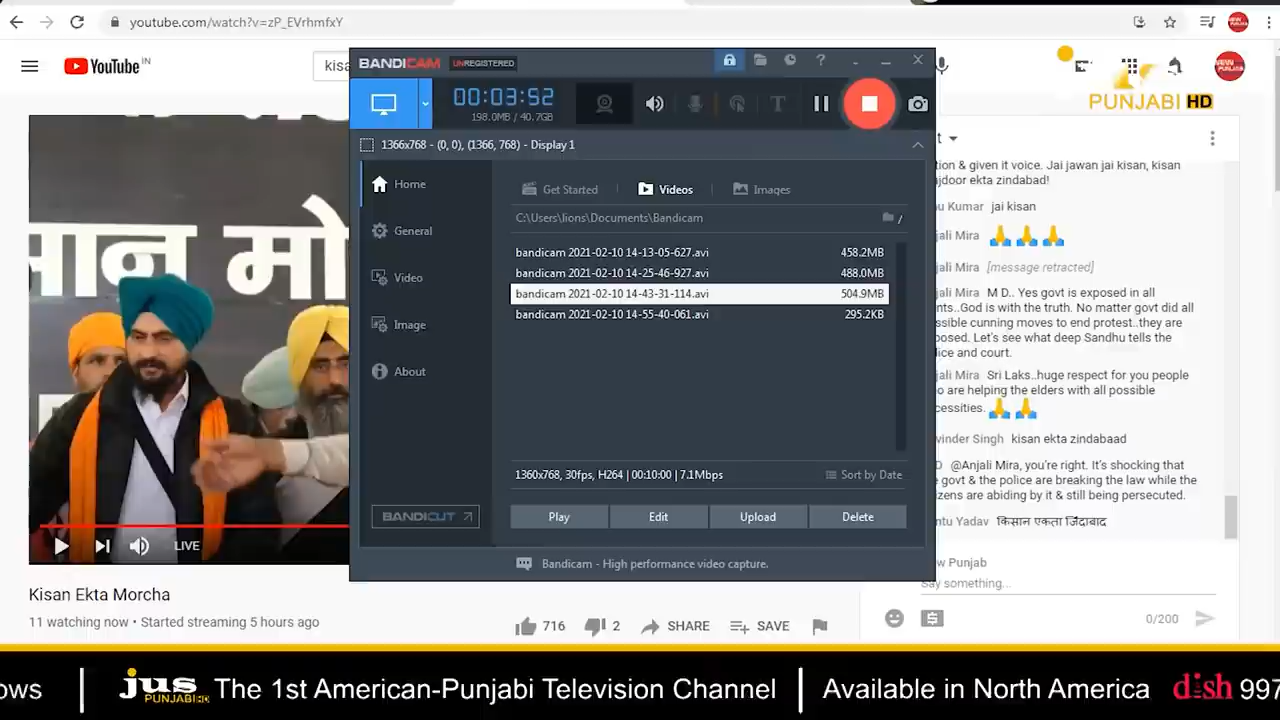 youtube.com/watch?v=zP_EVrhmfxY
YouTube IN
kisa
BANDICAM UNREGISTERED
00:03:52
198.0MB / 40.7GB
1366x768 - (0, 0), (1366, 768) - Display 1
Home
General
Video
Image
About
BANDICUT
Get Started
Videos
Images
C:\Users\lions\Documents\Bandicam
bandicam 2021-02-10 14-13-05-627.avi 458.2MB
bandicam 2021-02-10 14-25-46-927.avi 488.0MB
bandicam 2021-02-10 14-43-31-114.avi 504.9MB
bandicam 2021-02-10 14-55-40-061.avi 295.2KB
1360x768, 30fps, H264 | 00:10:00 | 7.1Mbps
Sort by Date
Play Edit Upload Delete
Bandicam - High performance video capture.
PUNJABI HD
tion & given it voice. Jai jawan jai kisan, kisan
jdoor ekta zindabad!
u Kumar jai kisan
jali Mira 🙏🙏🙏
jali Mira [message retracted]
jali Mira M D.. Yes govt is exposed in all
nts..God is with the truth. No matter govt did all
ssible cunning moves to end protest..they are
posed. Let's see what deep Sandhu tells the
lice and court.
jali Mira Sri Laks..huge respect for you people
o are helping the elders with all possible
cessities. 🙏🙏
vinder Singh kisan ekta zindabaad
D @Anjali Mira, you're right. It's shocking that
e govt & the police are breaking the law while the
izens are abiding by it & still being persecuted.
ntu Yadav किसान एकता जिंदाबाद
w Punjab
Say something...
0/200
सान मो
LIVE
Kisan Ekta Morcha
11 watching now • Started streaming 5 hours ago
716 2 SHARE SAVE
ows | jus PUNJABI HD The 1st American-Punjabi Television Channel | Available in North America dish 997